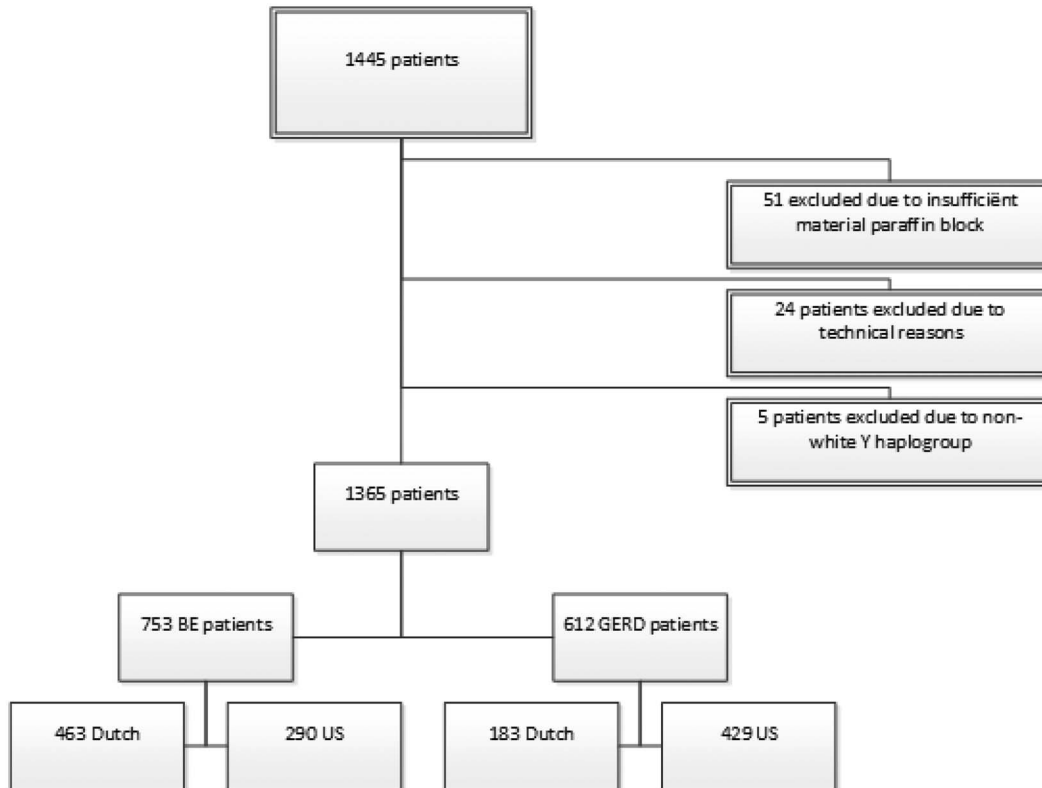 1445 patients
51 excluded due to insufficiënt
material paraffin block
24 patients excluded due to
technical reasons
5 patients excluded due to non-
white Y haplogroup
1365 patients
753 BE patients
612 GERD patients
463 Dutch
290 US
183 Dutch
429 US